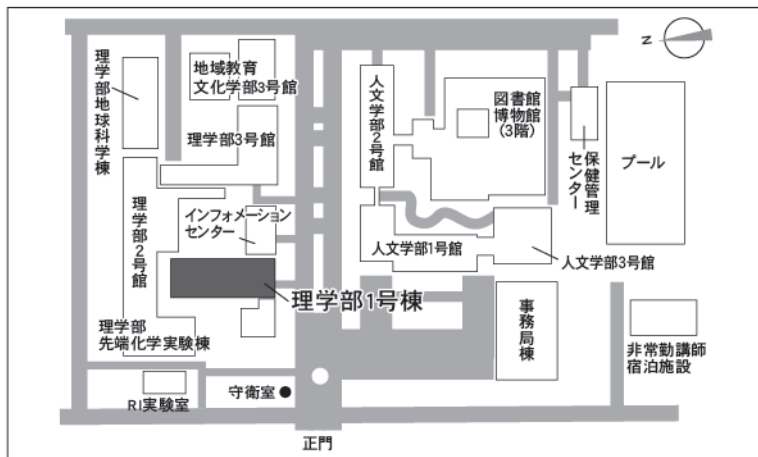 理学部地球科学棟
地域教育
文化学部3号館
理学部3号館
人文学部2号館
図書館
博物館
(3階)
保健管理
センター
プール
N
理学部2号館
インフォメーション
センター
人文学部1号館
人文学部3号館
理学部1号棟
事務局棟
理学部
先端化学実験棟
非常勤講師
宿泊施設
RI実験室
守衛室
正門